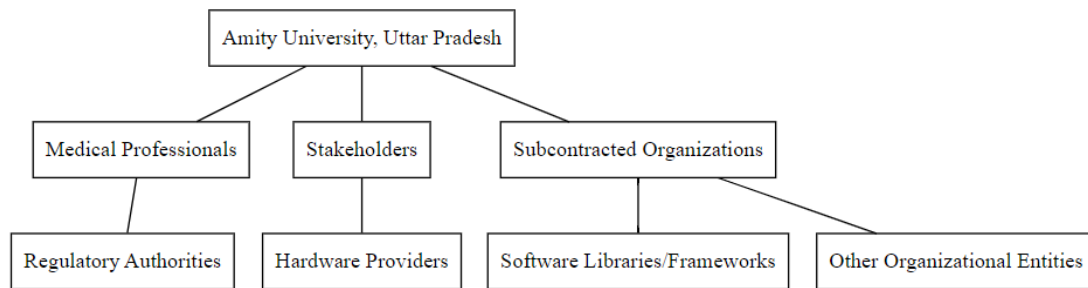 Amity University, Uttar Pradesh
Medical Professionals
Stakeholders
Subcontracted Organizations
Regulatory Authorities
Hardware Providers
Software Libraries/Frameworks
Other Organizational Entities